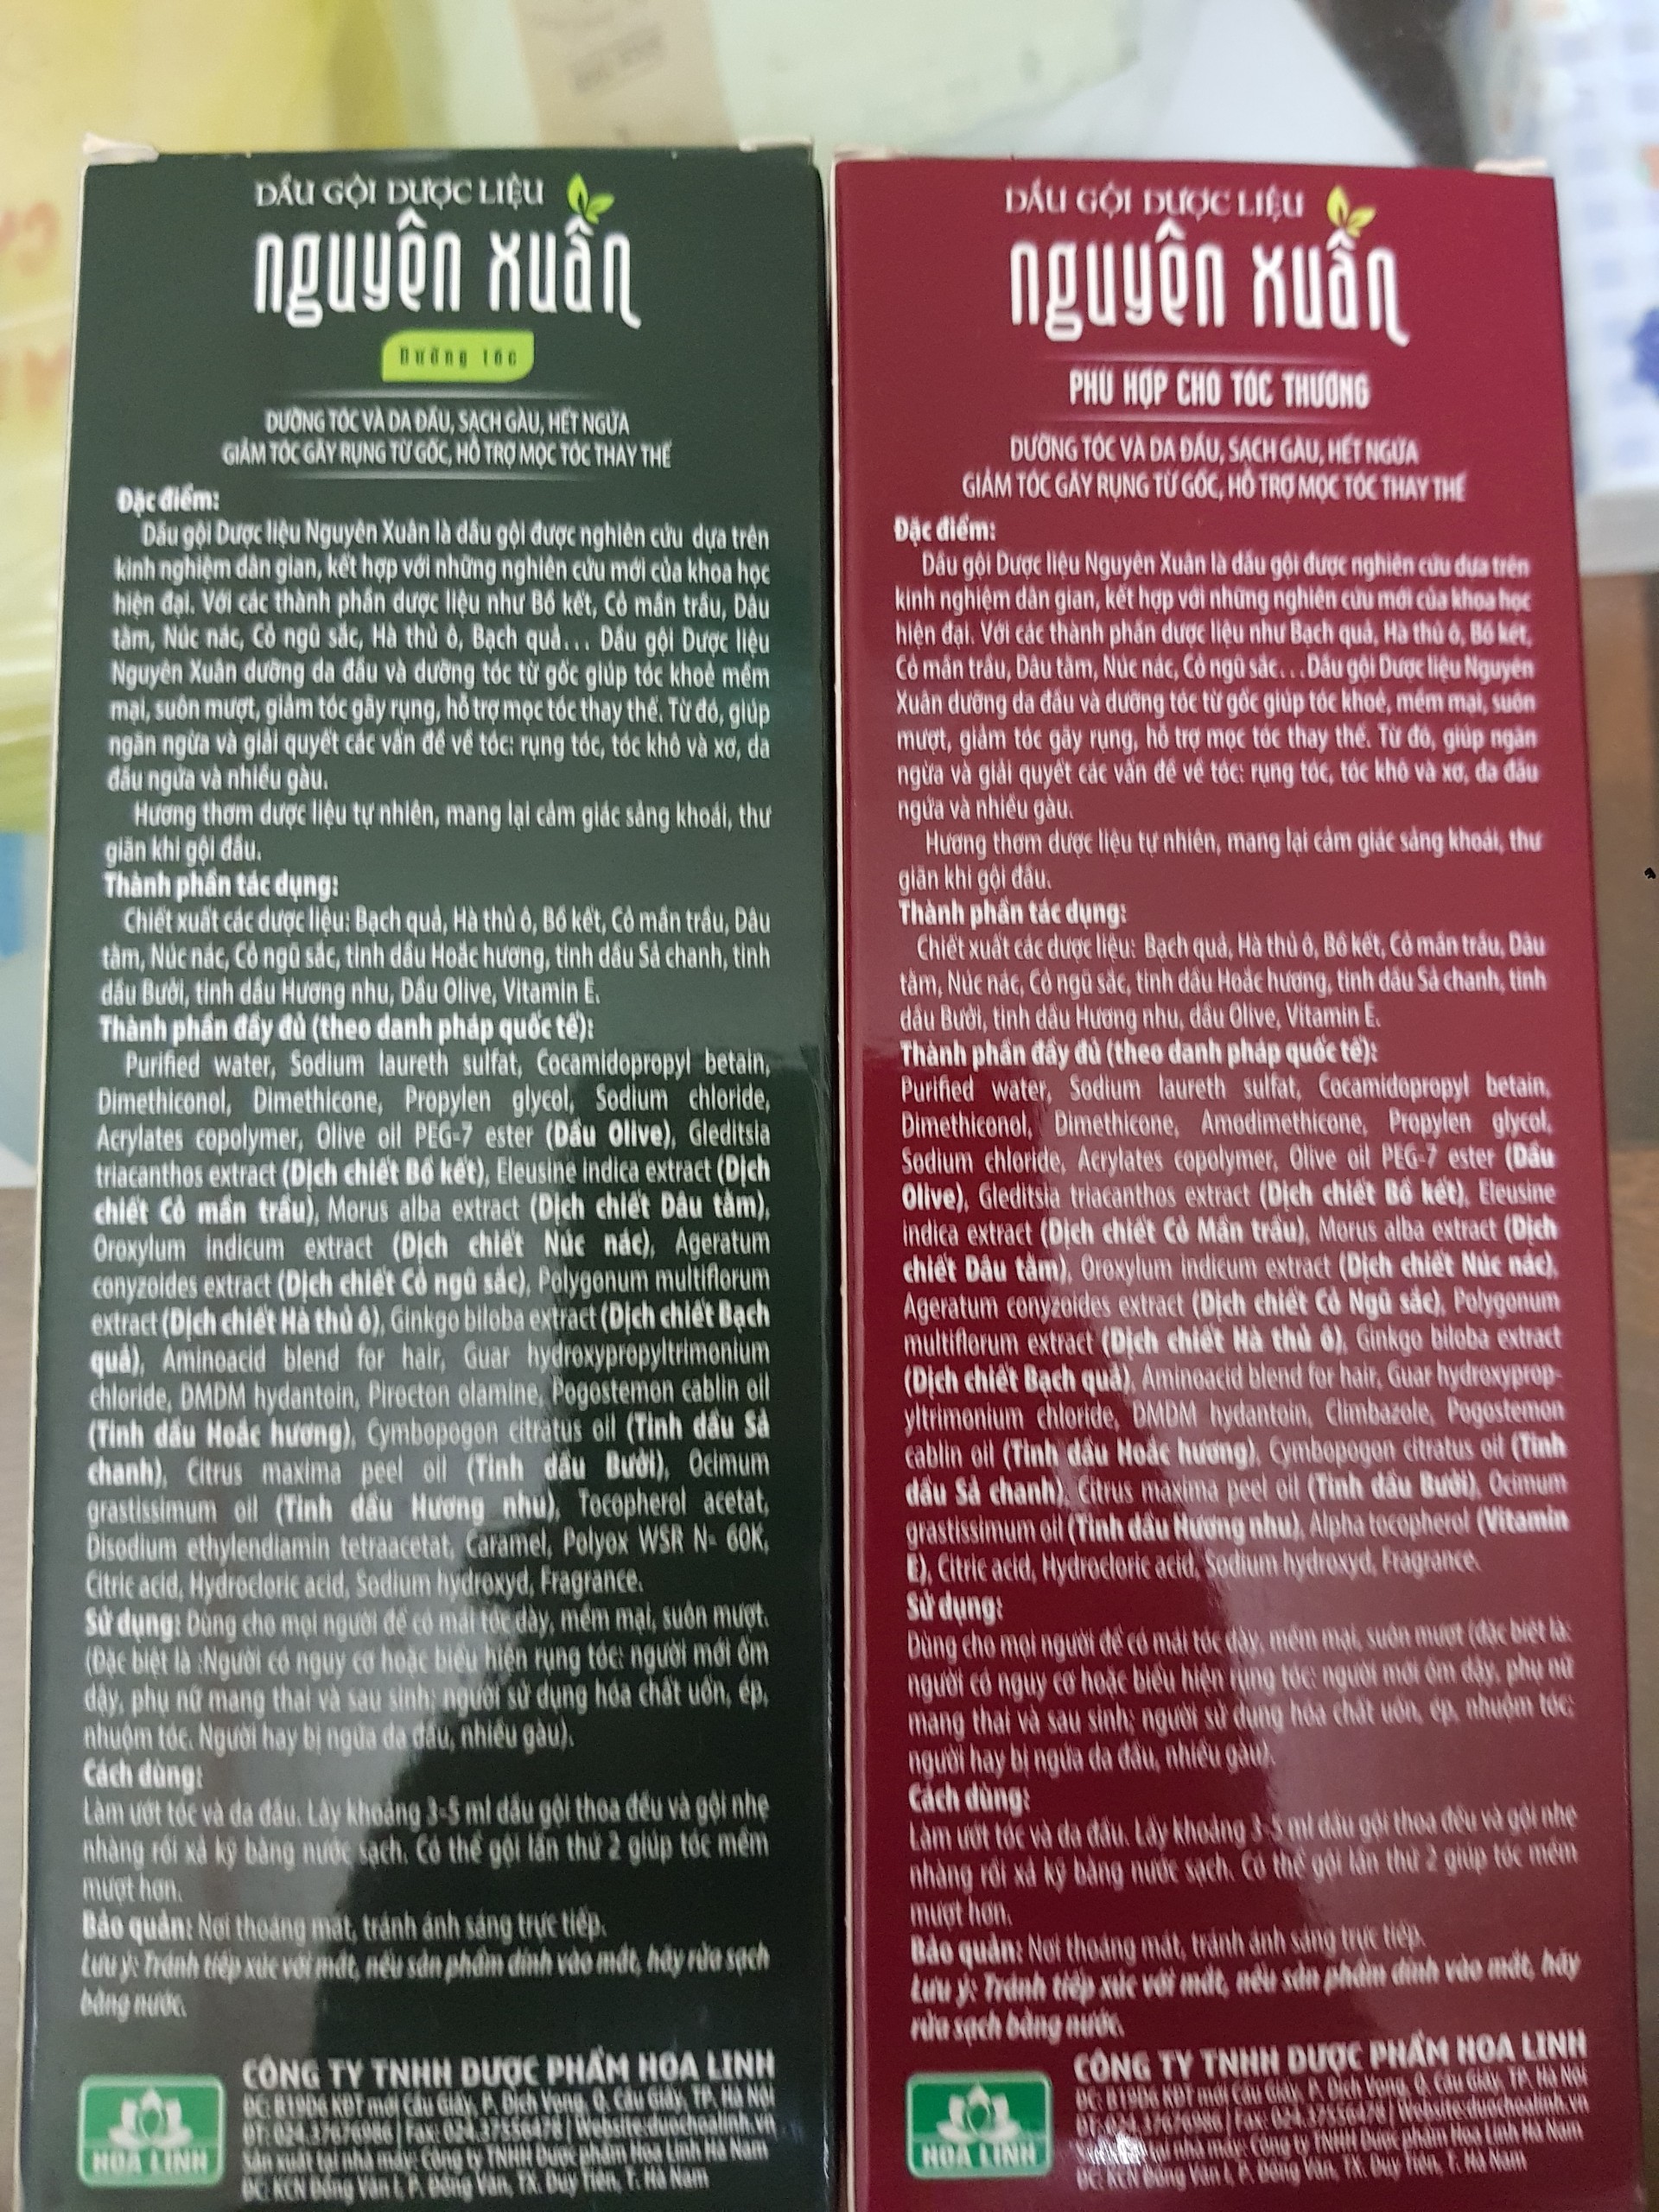 DẦU GỘI DƯỢC LIỆU
nguyên xuân
Dưỡng tóc
DƯỠNG TÓC VÀ DA ĐẦU, SẠCH GÀU, HẾT NGỨA
GIẢM TÓC GÃY RỤNG TỪ GỐC, HỖ TRỢ MỌC TÓC THAY THẾ
Đặc điểm:
Dầu gội Dược liệu Nguyên Xuân là dầu gội được nghiên cứu dựa trên
kinh nghiệm dân gian, kết hợp với những nghiên cứu mới của khoa học
hiện đại. Với các thành phần dược liệu như Bồ kết, Cỏ mần trầu, Dâu
tằm, Núc nác, Cỏ ngũ sắc, Hà thủ ô, Bạch quả... Dầu gội Dược liệu
Nguyên Xuân dưỡng da đầu và dưỡng tóc từ gốc giúp tóc khoẻ mềm
mại, suôn mượt, giảm tóc gãy rụng, hỗ trợ mọc tóc thay thế. Từ đó, giúp
ngăn ngừa và giải quyết các vấn đề về tóc: rụng tóc, tóc khô và xơ, da
đầu ngứa và nhiều gàu.
Hương thơm dược liệu tự nhiên, mang lại cảm giác sảng khoái, thư
giãn khi gội đầu.
Thành phần tác dụng:
Chiết xuất các dược liệu: Bạch quả, Hà thủ ô, Bồ kết, Cỏ mần trầu, Dâu
tằm, Núc nác, Cỏ ngũ sắc, tinh dầu Hoắc hương, tinh dầu Sả chanh, tinh
dầu Bưởi, tinh dầu Hương nhu, Dầu Olive, Vitamin E.
Thành phần đầy đủ (theo danh pháp quốc tế):
Purified water, Sodium laureth sulfat, Cocamidopropyl betain,
Dimethiconol, Dimethicone, Propylen glycol, Sodium chloride,
Acrylates copolymer, Olive oil PEG-7 ester (Dầu Olive), Gleditsia
triacanthos extract (Dịch chiết Bồ kết), Eleusine indica extract (Dịch
chiết Cỏ mần trầu), Morus alba extract (Dịch chiết Dâu tằm),
Oroxylum indicum extract (Dịch chiết Núc nác), Ageratum
conyzoides extract (Dịch chiết Cỏ ngũ sắc), Polygonum multiflorum
extract (Dịch chiết Hà thủ ô), Ginkgo biloba extract (Dịch chiết Bạch
quả), Aminoacid blend for hair, Guar hydroxypropyltrimonium
chloride, DMDM hydantoin, Pirocton olamine, Pogostemon cablin oil
(Tinh dầu Hoắc hương), Cymbopogon citratus oil (Tinh dầu Sả
chanh), Citrus maxima peel oil (Tinh dầu Bưởi), Ocimum
grastissimum oil (Tinh dầu Hương nhu), Tocopherol acetat,
Disodium ethylendiamin tetraacetat, Caramel, Polyox WSR N- 60K,
Citric acid, Hydrocloric acid, Sodium hydroxyd, Fragrance.
Sử dụng: Dùng cho mọi người để có mái tóc dày, mềm mại, suôn mượt.
(Đặc biệt là :Người có nguy cơ hoặc biểu hiện rụng tóc: người mới ốm
dậy, phụ nữ mang thai và sau sinh; người sử dụng hóa chất uốn, ép,
nhuộm tóc. Người hay bị ngứa da đầu, nhiều gàu).
Cách dùng:
Làm ướt tóc và da đầu. Lấy khoảng 3-5 ml dầu gội thoa đều và gội nhẹ
nhàng rồi xả kỹ bằng nước sạch. Có thể gội lần thứ 2 giúp tóc mềm
mượt hơn.
Bảo quản: Nơi thoáng mát, tránh ánh sáng trực tiếp.
Lưu ý: Tránh tiếp xúc với mắt, nếu sản phẩm dính vào mắt, hãy rửa sạch
bằng nước.
HOA LINH
CÔNG TY TNHH DƯỢC PHẨM HOA LINH
ĐC: B19D6 KĐT mới Cầu Giấy, P. Dịch Vọng, Q. Cầu Giấy, TP. Hà Nội
ĐT: 024.37676986 | Fax: 024.37556478 | Website:duochoalinh.vn
Sản xuất tại nhà máy: Công ty TNHH Dược phẩm Hoa Linh Hà Nam
ĐC: KCN Đồng Văn I, P. Đồng Văn, TX. Duy Tiên, T. Hà Nam
DẦU GỘI DƯỢC LIỆU
nguyên xuân
PHÙ HỢP CHO TÓC THƯỜNG
DƯỠNG TÓC VÀ DA ĐẦU, SẠCH GÀU, HẾT NGỨA
GIẢM TÓC GÃY RỤNG TỪ GỐC, HỖ TRỢ MỌC TÓC THAY THẾ
Đặc điểm:
Dầu gội Dược liệu Nguyên Xuân là dầu gội được nghiên cứu dựa trên
kinh nghiệm dân gian, kết hợp với những nghiên cứu mới của khoa học
hiện đại. Với các thành phần dược liệu như Bạch quả, Hà thủ ô, Bồ kết,
Cỏ mần trầu, Dâu tằm, Núc nác, Cỏ ngũ sắc...Dầu gội Dược liệu Nguyên
Xuân dưỡng da đầu và dưỡng tóc từ gốc giúp tóc khoẻ, mềm mại, suôn
mượt, giảm tóc gãy rụng, hỗ trợ mọc tóc thay thế. Từ đó, giúp ngăn
ngừa và giải quyết các vấn đề về tóc: rụng tóc, tóc khô và xơ, da đầu
ngứa và nhiều gàu.
Hương thơm dược liệu tự nhiên, mang lại cảm giác sảng khoái, thư
giãn khi gội đầu.
Thành phần tác dụng:
Chiết xuất các dược liệu: Bạch quả, Hà thủ ô, Bồ kết, Cỏ mần trầu, Dâu
tằm, Núc nác, Cỏ ngũ sắc, tinh dầu Hoắc hương, tinh dầu Sả chanh, tinh
dầu Bưởi, tinh dầu Hương nhu, dầu Olive, Vitamin E.
Thành phần đầy đủ (theo danh pháp quốc tế):
Purified water, Sodium laureth sulfat, Cocamidopropyl betain,
Dimethiconol, Dimethicone, Amodimethicone, Propylen glycol,
Sodium chloride, Acrylates copolymer, Olive oil PEG-7 ester (Dầu
Olive), Gleditsia triacanthos extract (Dịch chiết Bồ kết), Eleusine
indica extract (Dịch chiết Cỏ Mần trầu), Morus alba extract (Dịch
chiết Dâu tằm), Oroxylum indicum extract (Dịch chiết Núc nác),
Ageratum conyzoides extract (Dịch chiết Cỏ Ngũ sắc), Polygonum
multiflorum extract (Dịch chiết Hà thủ ô), Ginkgo biloba extract
(Dịch chiết Bạch quả), Aminoacid blend for hair, Guar hydroxyprop-
yltrimonium chloride, DMDM hydantoin, Climbazole, Pogostemon
cablin oil (Tinh dầu Hoắc hương), Cymbopogon citratus oil (Tinh
dầu Sả chanh), Citrus maxima peel oil (Tinh dầu Bưởi), Ocimum
grastissimum oil (Tinh dầu Hương nhu), Alpha tocopherol (Vitamin
E), Citric acid, Hydrocloric acid, Sodium hydroxyd, Fragrance.
Sử dụng:
Dùng cho mọi người để có mái tóc dày, mềm mại, suôn mượt (đặc biệt là:
người có nguy cơ hoặc biểu hiện rụng tóc: người mới ốm dậy, phụ nữ
mang thai và sau sinh; người sử dụng hóa chất uốn, ép, nhuộm tóc;
người hay bị ngứa da đầu, nhiều gàu).
Cách dùng:
Làm ướt tóc và da đầu. Lấy khoảng 3-5 ml dầu gội thoa đều và gội nhẹ
nhàng rồi xả kỹ bằng nước sạch. Có thể gội lần thứ 2 giúp tóc mềm
mượt hơn.
Bảo quản: Nơi thoáng mát, tránh ánh sáng trực tiếp.
Lưu ý: Tránh tiếp xúc với mắt, nếu sản phẩm dính vào mắt, hãy
rửa sạch bằng nước.
HOA LINH
CÔNG TY TNHH DƯỢC PHẨM HOA LINH
ĐC: B19D6 KĐT mới Cầu Giấy, P. Dịch Vọng, Q. Cầu Giấy, TP. Hà Nội
ĐT: 024.37676986 | Fax: 024.37556478 | Website:duochoalinh.vn
tại nhà máy: Công ty TNHH Dược phẩm Hoa Linh Hà Nam
ĐC: KCN Đồng Văn I, P. Đồng Văn, TX. Duy Tiên, T. Hà Nam